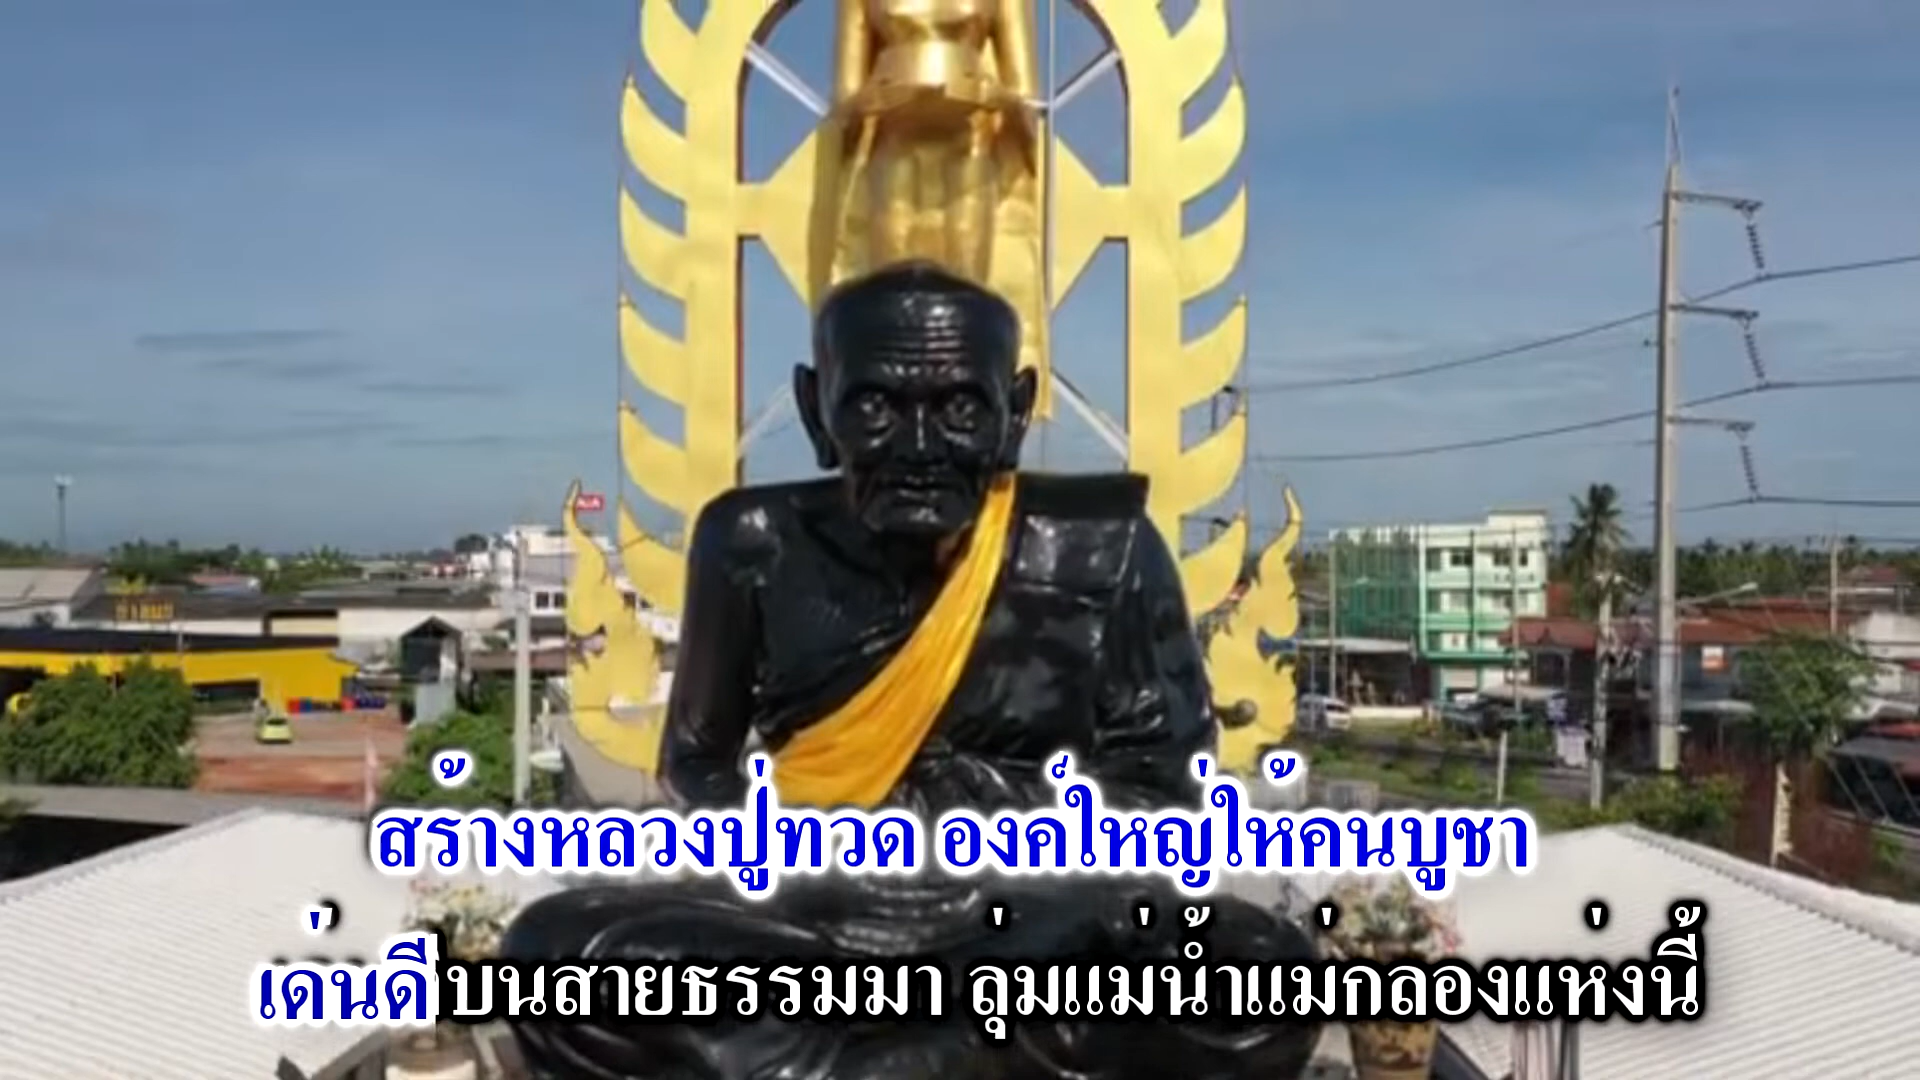 สร้างหลวงปู่ทวด องค์ใหญ่ให้คนบูชา
เด่นดีบนสายธรรมมา ลุ่มแม่น้ำแม่กลองแห่งนี้